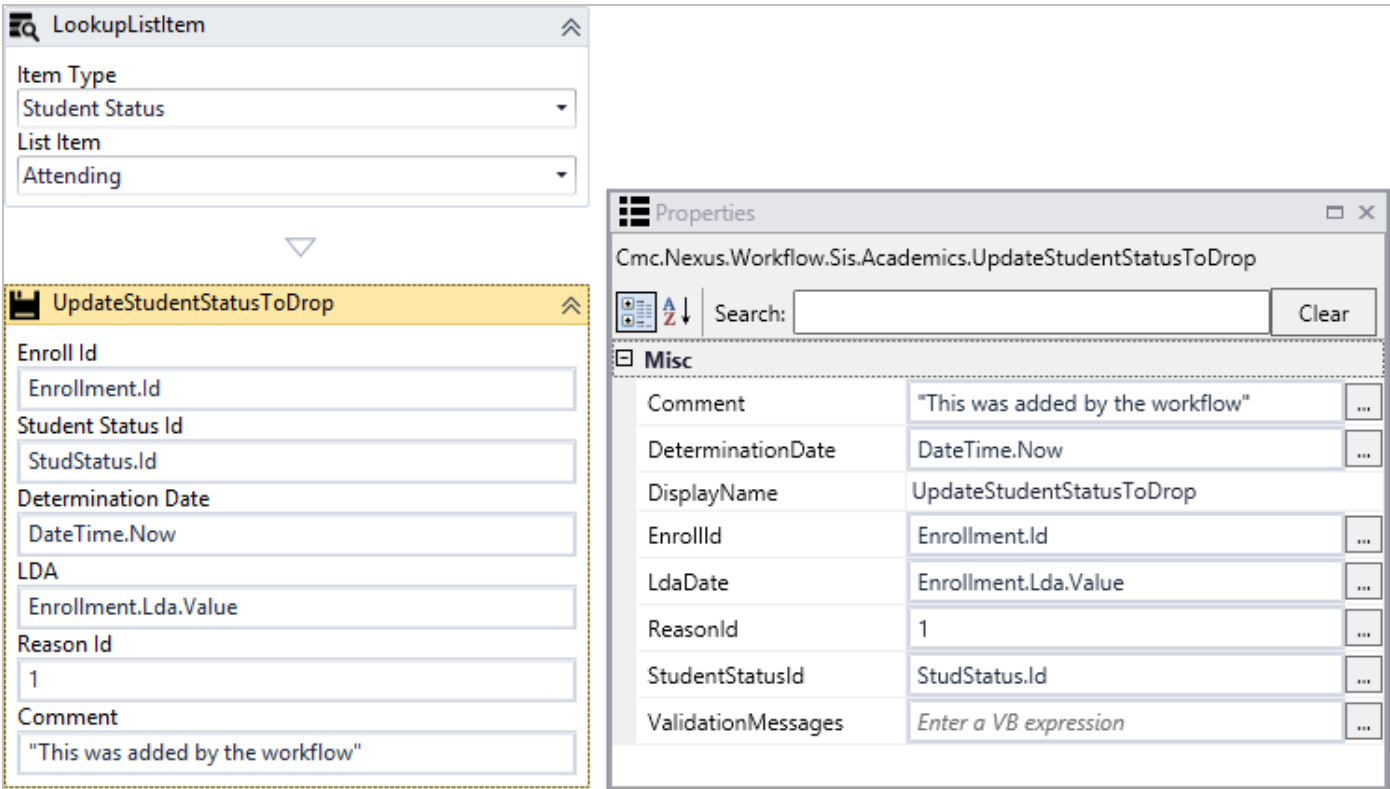 LookupListItem
Item Type
Student Status
List Item
Attending
UpdateStudentStatusToDrop
Enroll Id
Enrollment.Id
Student Status Id
StudStatus.Id
Determination Date
DateTime.Now
LDA
Enrollment.Lda.Value
Reason Id
1
Comment
"This was added by the workflow"
Properties
Cmc.Nexus.Workflow.Sis.Academics.UpdateStudentStatusToDrop
A Z Search: Clear
Misc
Comment "This was added by the workflow" ...
DeterminationDate DateTime.Now ...
DisplayName UpdateStudentStatusToDrop
EnrollId Enrollment.Id ...
LdaDate Enrollment.Lda.Value ...
ReasonId 1 ...
StudentStatusId StudStatus.Id ...
ValidationMessages Enter a VB expression ...